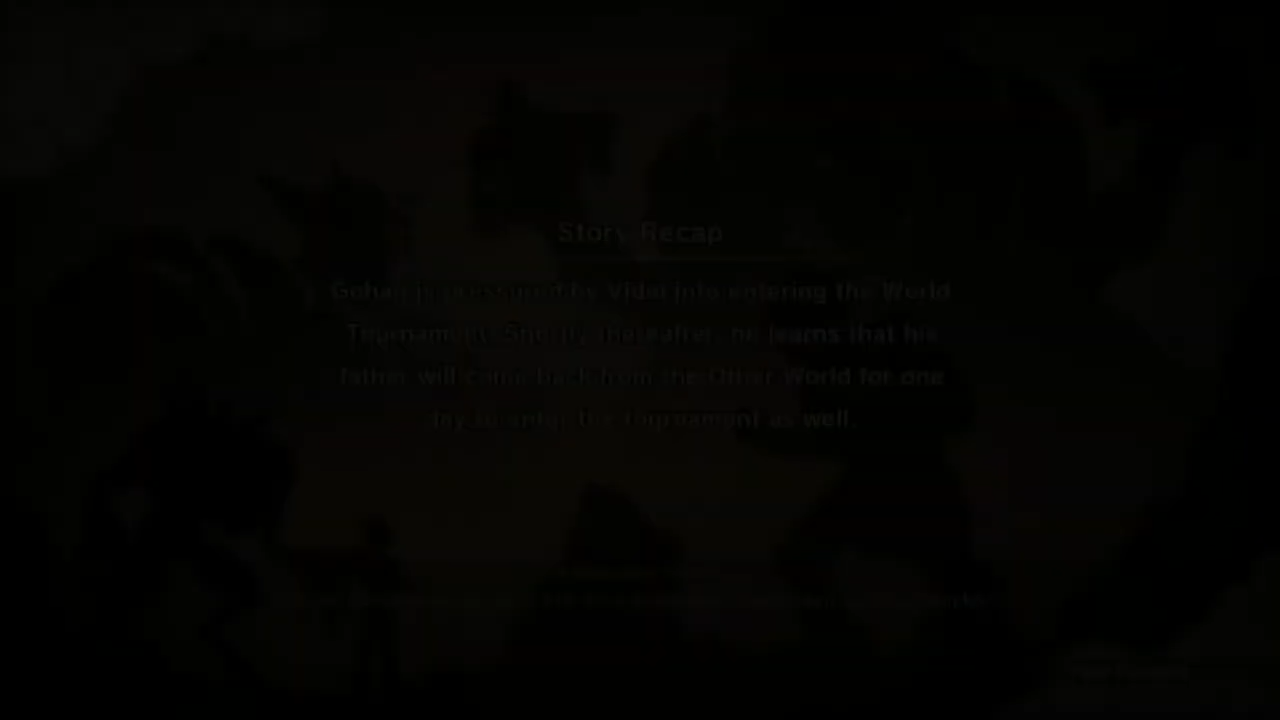 Story Recap
Gohan is pressured by Videl into entering the World
Tournament. Shortly thereafter, he learns that his
father will come back from the Other World for one
day to enter the tournament as well.